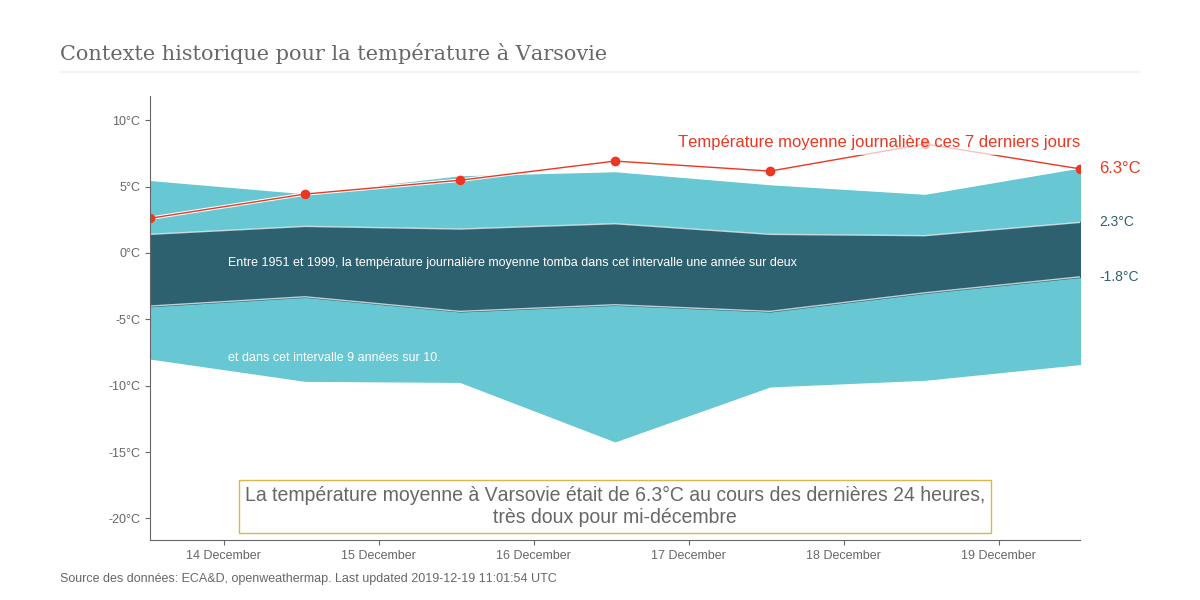 Contexte historique pour la température à Varsovie
10°C
5°C
0°C
-5°C
-10°C
-15°C
-20°C
Température moyenne journalière ces 7 derniers jours
6.3°C
2.3°C
-1.8°C
Entre 1951 et 1999, la température journalière moyenne tomba dans cet intervalle une année sur deux
et dans cet intervalle 9 années sur 10.
La température moyenne à Varsovie était de 6.3°C au cours des dernières 24 heures,
très doux pour mi-décembre
14 December
15 December
16 December
17 December
18 December
19 December
Source des données: ECA&D, openweathermap. Last updated 2019-12-19 11:01:54 UTC